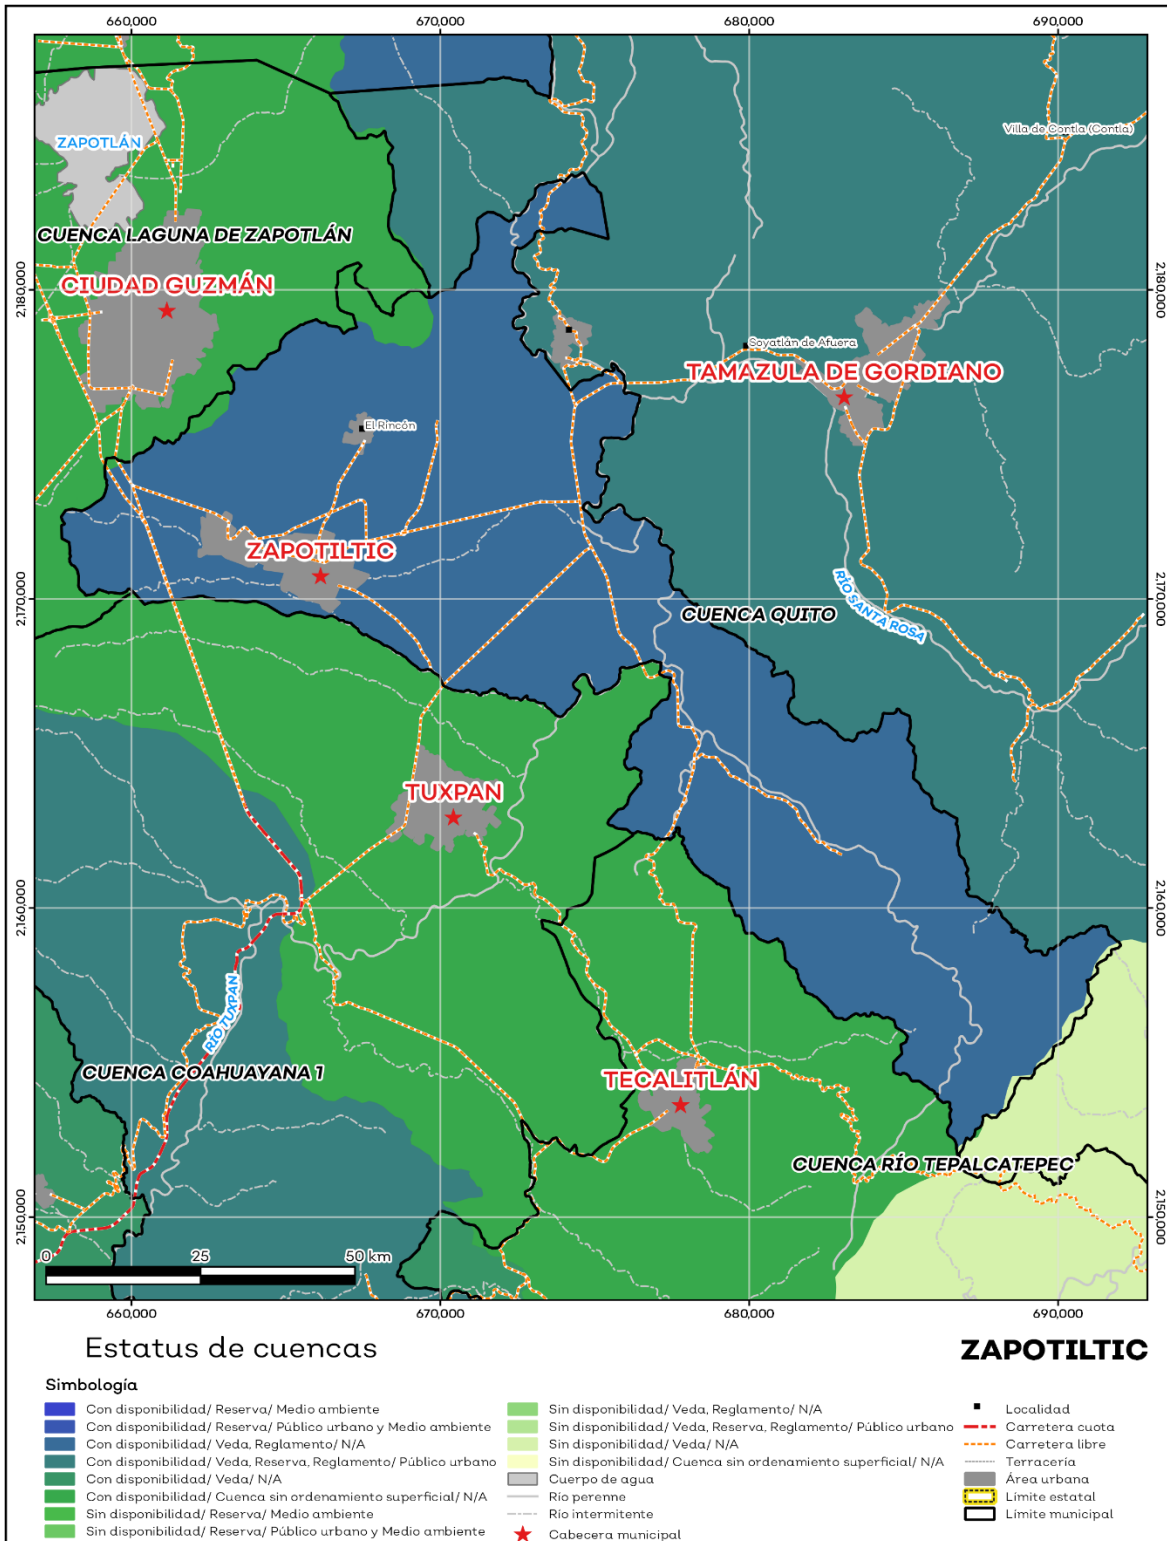 660,000
670,000
680,000
690,000
Villa de Contla (Contla)
ZAPOTLÁN
CUENCA LAGUNA DE ZAPOTLÁN
CIUDAD GUZMÁN
2,180,000
2,180,000
Soyatlán de Afuera
TAMAZULA DE GORDIANO
El Rincón
ZAPOTILTIC
2,170,000
2,170,000
RÍO SANTA ROSA
CUENCA QUITO
TUXPAN
2,160,000
2,160,000
RÍO TUXPAN
CUENCA COAHUAYANA 1
TECALITLÁN
CUENCA RÍO TEPALCATEPEC
2,150,000
2,150,000
0 25 50 km
660,000
670,000
680,000
690,000
Estatus de cuencas
ZAPOTILTIC
Simbología
Con disponibilidad/ Reserva/ Medio ambiente
Con disponibilidad/ Reserva/ Público urbano y Medio ambiente
Con disponibilidad/ Veda, Reglamento/ N/A
Con disponibilidad/ Veda, Reserva, Reglamento/ Público urbano
Con disponibilidad/ Veda/ N/A
Con disponibilidad/ Cuenca sin ordenamiento superficial/ N/A
Sin disponibilidad/ Reserva/ Medio ambiente
Sin disponibilidad/ Reserva/ Público urbano y Medio ambiente
Sin disponibilidad/ Veda, Reglamento/ N/A
Sin disponibilidad/ Veda, Reserva, Reglamento/ Público urbano
Sin disponibilidad/ Veda/ N/A
Sin disponibilidad/ Cuenca sin ordenamiento superficial/ N/A
Cuerpo de agua
Río perenne
Río intermitente
Cabecera municipal
Localidad
Carretera cuota
Carretera libre
Terracería
Área urbana
Límite estatal
Límite municipal